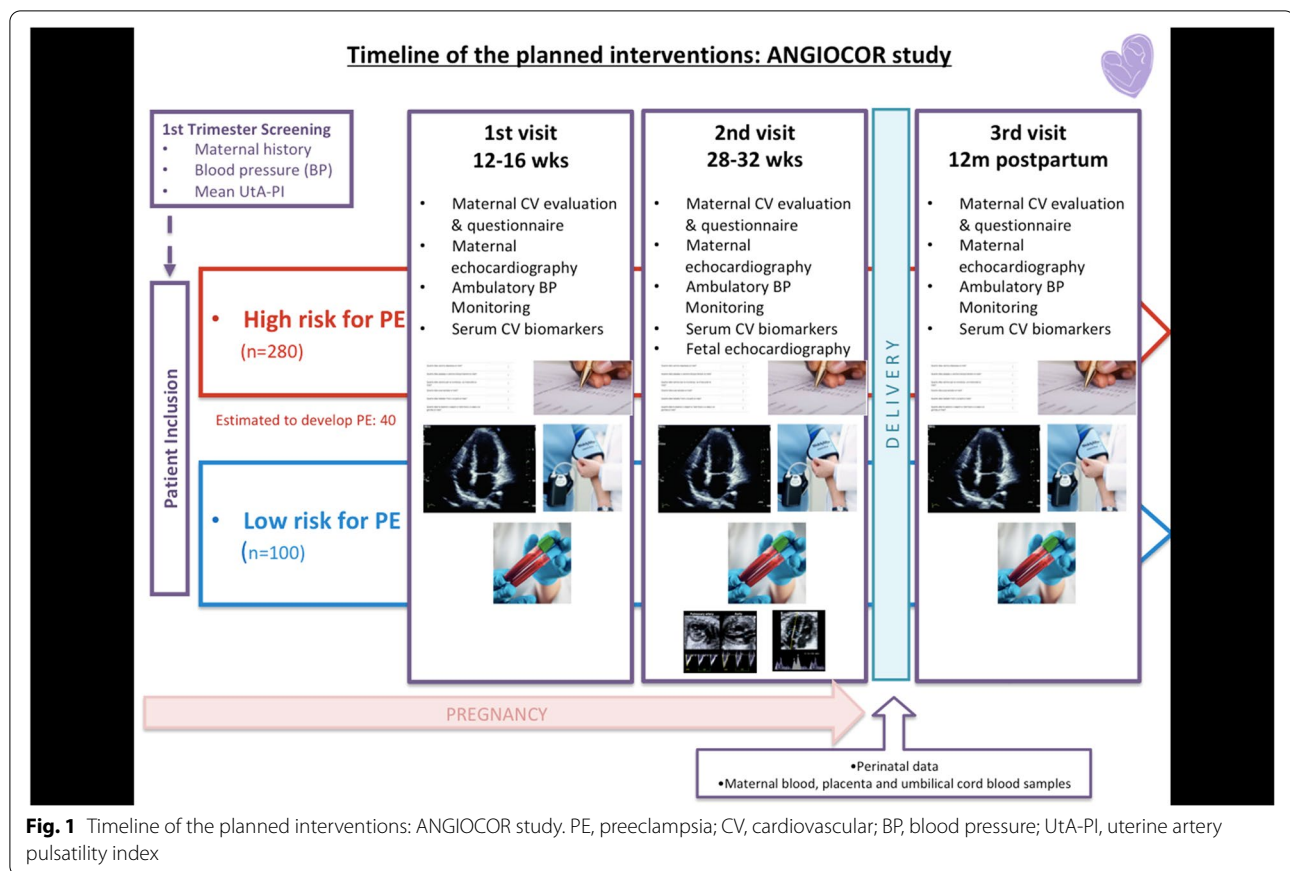 Timeline of the planned interventions: ANGIOCOR study
1st Trimester Screening
• Maternal history
• Blood pressure (BP)
• Mean UtA-PI
Patient Inclusion
• High risk for PE
(n=280)
Estimated to develop PE: 40
• Low risk for PE
(n=100)
1st visit
12-16 wks
• Maternal CV evaluation
& questionnaire
• Maternal
echocardiography
• Ambulatory BP
Monitoring
• Serum CV biomarkers
2nd visit
28-32 wks
• Maternal CV evaluation
& questionnaire
• Maternal
echocardiography
• Ambulatory BP
Monitoring
• Serum CV biomarkers
• Fetal echocardiography
DELIVERY
3rd visit
12m postpartum
• Maternal CV evaluation
& questionnaire
• Maternal
echocardiography
• Ambulatory BP
Monitoring
• Serum CV biomarkers
PREGNANCY
•Perinatal data
•Maternal blood, placenta and umbilical cord blood samples
Fig. 1 Timeline of the planned interventions: ANGIOCOR study. PE, preeclampsia; CV, cardiovascular; BP, blood pressure; UtA-PI, uterine artery
pulsatility index